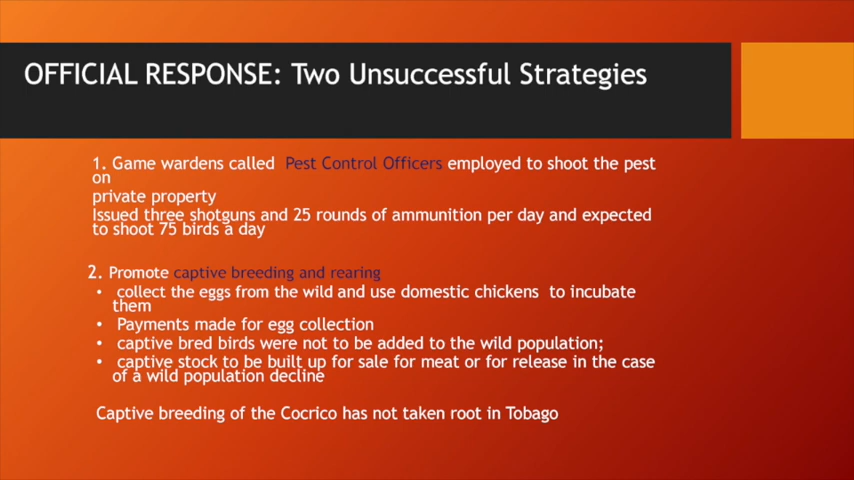 OFFICIAL RESPONSE: Two Unsuccessful Strategies
1. Game wardens called Pest Control Officers employed to shoot the pest
on
private property
Issued three shotguns and 25 rounds of ammunition per day and expected
to shoot 75 birds a day
2. Promote captive breeding and rearing
• collect the eggs from the wild and use domestic chickens to incubate
them
• Payments made for egg collection
• captive bred birds were not to be added to the wild population;
• captive stock to be built up for sale for meat or for release in the case
of a wild population decline
Captive breeding of the Cocrico has not taken root in Tobago